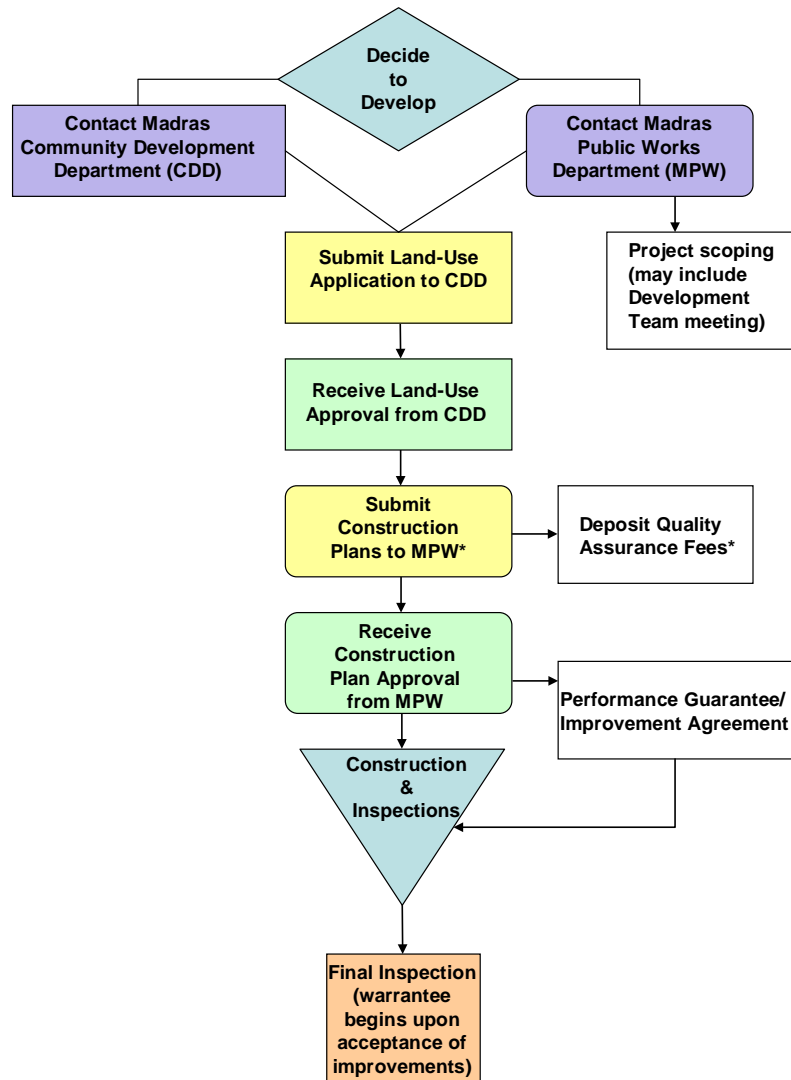 Decide
to
Develop
Contact Madras
Community Development
Department (CDD)
Contact Madras
Public Works
Department (MPW)
Submit Land-Use
Application to CDD
Project scoping
(may include
Development
Team meeting)
Receive Land-Use
Approval from CDD
Submit
Construction
Plans to MPW*
Deposit Quality
Assurance Fees*
Receive
Construction
Plan Approval
from MPW
Performance Guarantee/
Improvement Agreement
Construction
&
Inspections
Final Inspection
(warrantee
begins upon
acceptance of
improvements)